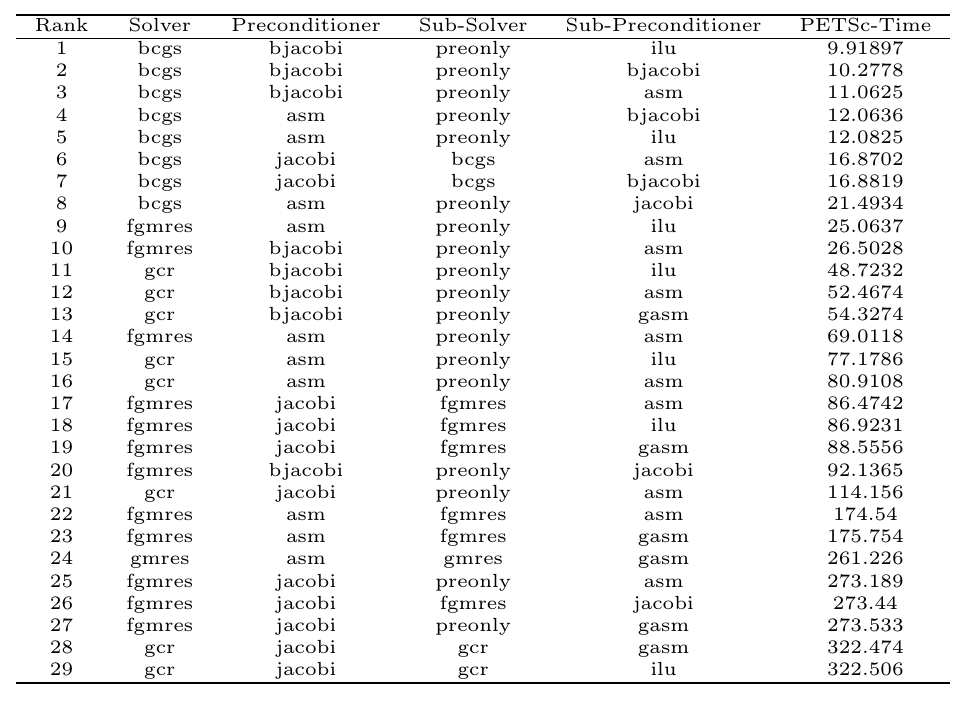 Rank Solver Preconditioner Sub-Solver Sub-Preconditioner PETSc-Time
1 bcgs bjacobi preonly ilu 9.91897
2 bcgs bjacobi preonly bjacobi 10.2778
3 bcgs bjacobi preonly asm 11.0625
4 bcgs asm preonly bjacobi 12.0636
5 bcgs asm preonly ilu 12.0825
6 bcgs jacobi bcgs asm 16.8702
7 bcgs jacobi bcgs bjacobi 16.8819
8 bcgs asm preonly jacobi 21.4934
9 fgmres asm preonly ilu 25.0637
10 fgmres bjacobi preonly asm 26.5028
11 gcr bjacobi preonly ilu 48.7232
12 gcr bjacobi preonly asm 52.4674
13 gcr bjacobi preonly gasm 54.3274
14 fgmres asm preonly asm 69.0118
15 gcr asm preonly ilu 77.1786
16 gcr asm preonly asm 80.9108
17 fgmres jacobi fgmres asm 86.4742
18 fgmres jacobi fgmres ilu 86.9231
19 fgmres jacobi fgmres gasm 88.5556
20 fgmres bjacobi preonly jacobi 92.1365
21 gcr jacobi preonly asm 114.156
22 fgmres asm fgmres asm 174.54
23 fgmres asm fgmres gasm 175.754
24 gmres asm gmres gasm 261.226
25 fgmres jacobi preonly asm 273.189
26 fgmres jacobi fgmres jacobi 273.44
27 fgmres jacobi preonly gasm 273.533
28 gcr jacobi gcr gasm 322.474
29 gcr jacobi gcr ilu 322.506